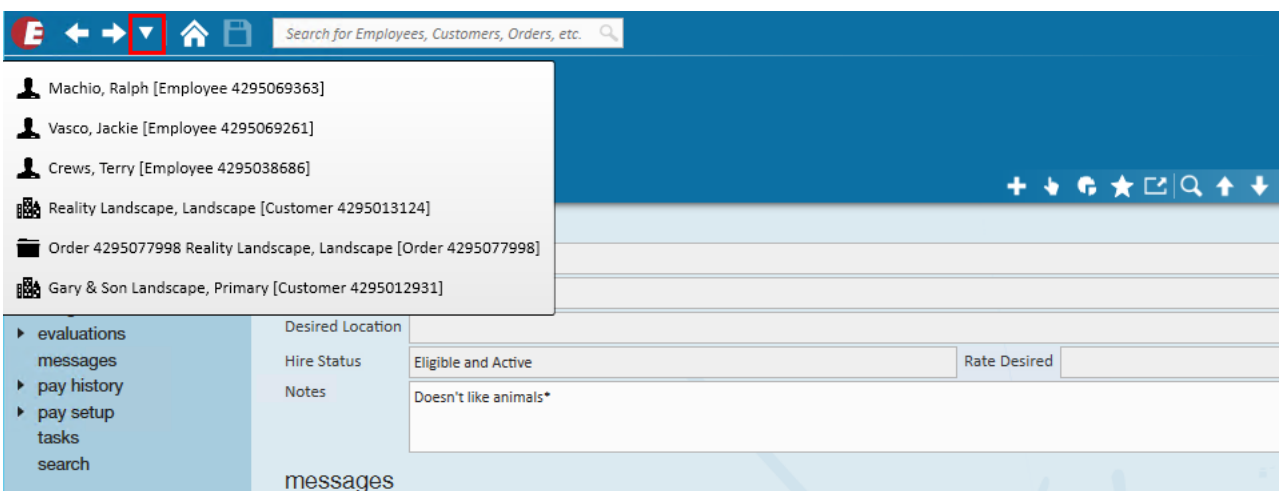 E
Search for Employees, Customers, Orders, etc.
Machio, Ralph [Employee 4295069363]
Vasco, Jackie [Employee 4295069261]
Crews, Terry [Employee 4295038686]
Reality Landscape, Landscape [Customer 4295013124]
Order 4295077998 Reality Landscape, Landscape [Order 4295077998]
Gary & Son Landscape, Primary [Customer 4295012931]
evaluations
messages
pay history
pay setup
tasks
search
Desired Location
Hire Status Eligible and Active Rate Desired
Notes Doesn't like animals*
messages